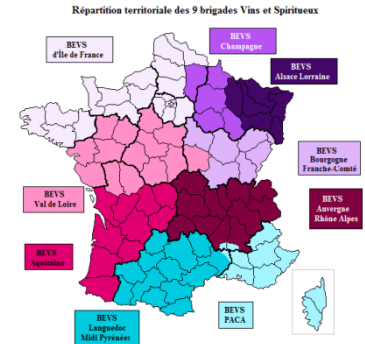 Répartition territoriale des 9 brigades Vins et Spiritueux
BEVS
d'Île de France
BEVS
Champagne
BEVS
Alsace Lorraine
BEVS
Bourgogne
Franche-Comté
BEVS
Val de Loire
BEVS
Auvergne
Rhône Alpes
BEVS
Aquitaine
BEVS
Languedoc
Midi Pyrénées
BEVS
PACA